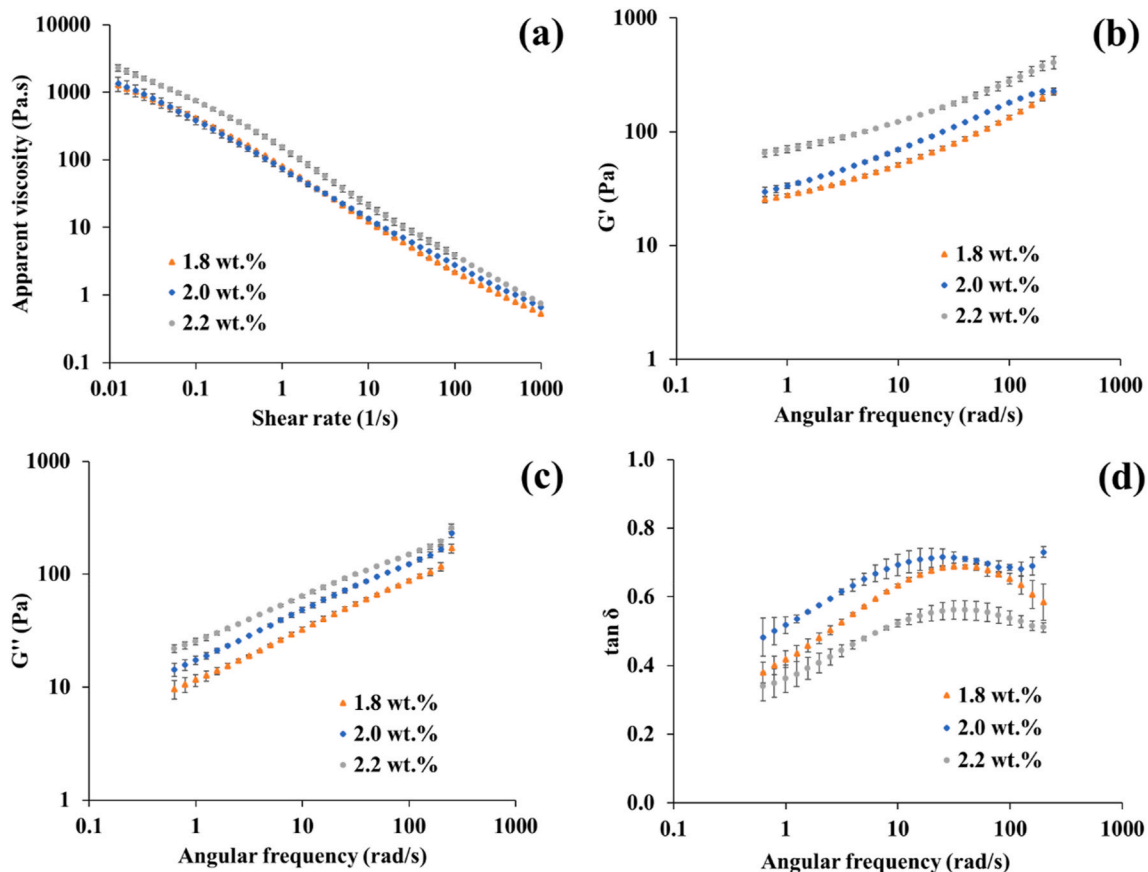 (a)
Apparent viscosity (Pa.s)
10000
1000
100
10
1
0.1
1.8 wt.%
2.0 wt.%
2.2 wt.%
0.01 0.1 1 10 100 1000
Shear rate (1/s)
(b)
G' (Pa)
1000
100
10
1
1.8 wt.%
2.0 wt.%
2.2 wt.%
0.1 1 10 100 1000
Angular frequency (rad/s)
(c)
G'' (Pa)
1000
100
10
1
1.8 wt.%
2.0 wt.%
2.2 wt.%
0.1 1 10 100 1000
Angular frequency (rad/s)
(d)
tan δ
1.0
0.8
0.6
0.4
0.2
0.0
1.8 wt.%
2.0 wt.%
2.2 wt.%
0.1 1 10 100 1000
Angular frequency (rad/s)